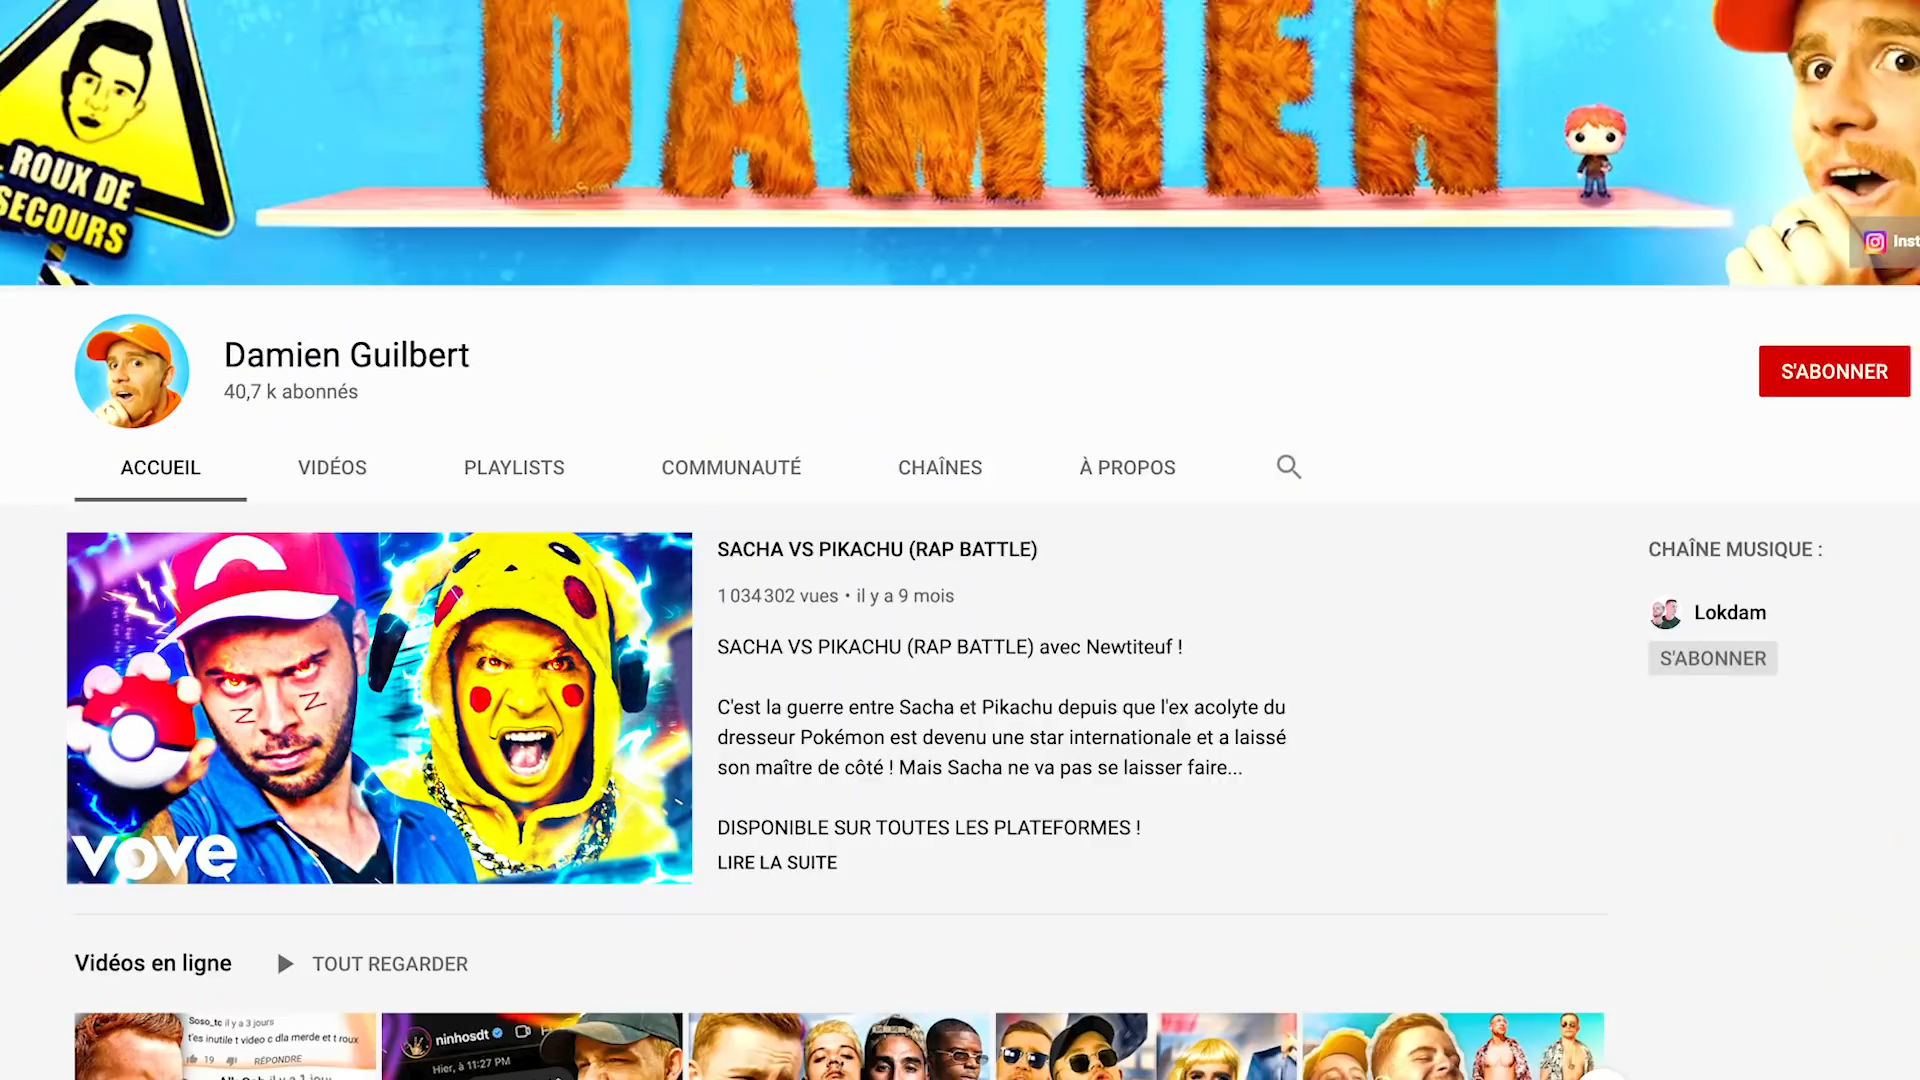 DAMIEN
ROUX DE
SECOURS
Inst
Damien Guilbert
40,7 k abonnés
S'ABONNER
ACCUEIL
VIDÉOS
PLAYLISTS
COMMUNAUTÉ
CHAÎNES
À PROPOS
SACHA VS PIKACHU (RAP BATTLE)
1 034 302 vues • il y a 9 mois
SACHA VS PIKACHU (RAP BATTLE) avec Newtiteuf !
C'est la guerre entre Sacha et Pikachu depuis que l'ex acolyte du
dresseur Pokémon est devenu une star internationale et a laissé
son maître de côté ! Mais Sacha ne va pas se laisser faire...
DISPONIBLE SUR TOUTES LES PLATEFORMES !
LIRE LA SUITE
vove
CHAÎNE MUSIQUE :
Lokdam
S'ABONNER
Vidéos en ligne
TOUT REGARDER
Soso_tc il y a 3 jours
t'es inutile t video c dla merde et t roux
19
RÉPONDRE
ninhosdt
Hier, à 11:27 PM